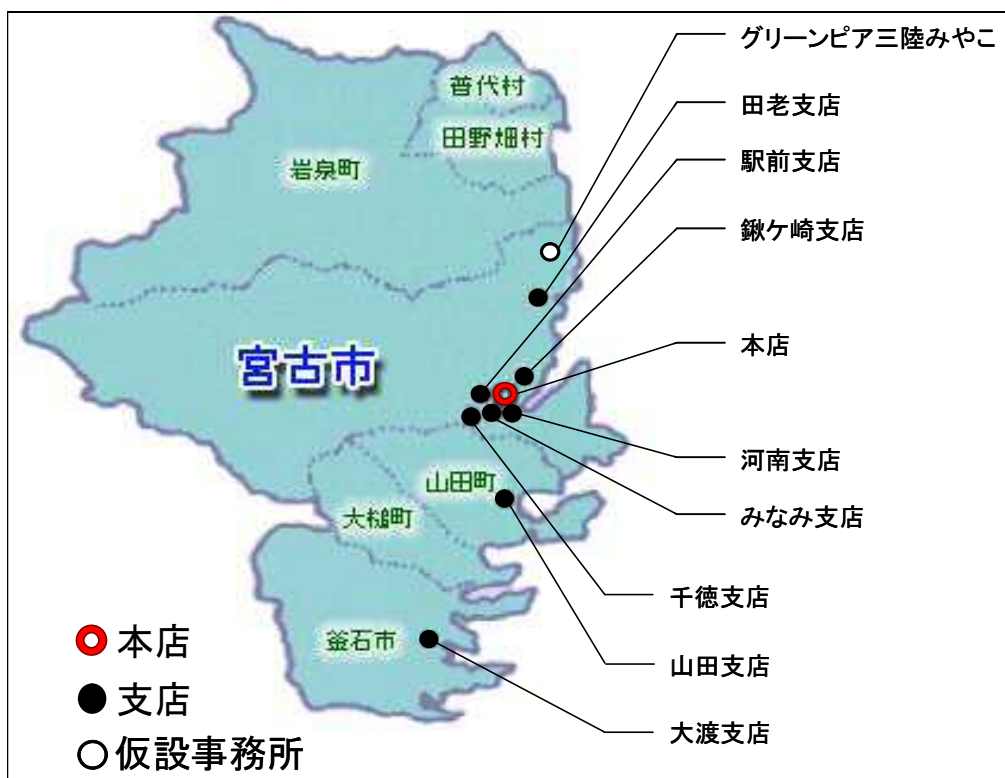 グリーンピア三陸みやこ
普代村
田老支店
田野畑村
駅前支店
岩泉町
鍬ケ崎支店
宮古市
本店
河南支店
山田町
みなみ支店
大槌町
千徳支店
釜石市
本店
山田支店
支店
大渡支店
仮設事務所